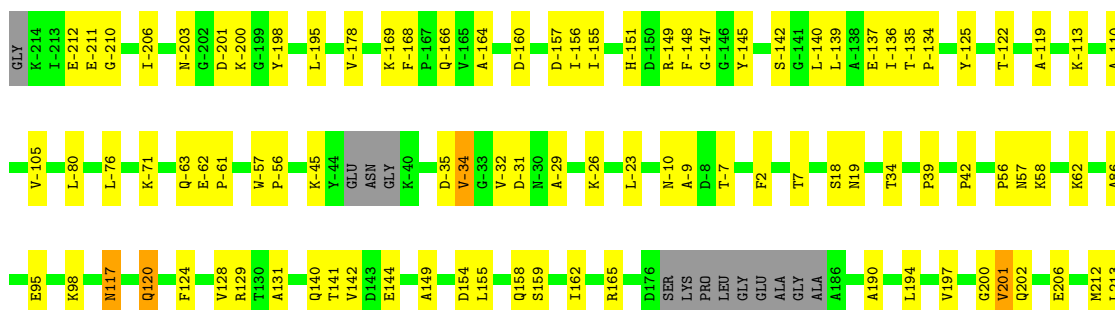 GLY K-214 I-213 E-212 E-211 G-210 I-206 N-203 G-202 D-201 K-200 G-199 Y-198 L-195 V-178 K-169 F-168 P-167 Q-166 V-165 A-164 D-160 D-157 I-156 I-155 H-151 D-150 R-149 F-148 G-147 G-146 Y-145 S-142 G-141 L-140 L-139 A-138 E-137 I-136 T-135 P-134 Y-125 T-122 A-119 K-113
V-105 L-80 L-76 K-71 Q-63 E-62 P-61 W-57 P-56 K-45 Y-44 GLU ASN GLY K-40 D-35 V-34 G-33 V-32 D-31 N-30 A-29 K-26 L-23 N-10 A-9 D-8 T-7 F2 T7 S18 N19 T34 P39 P42 P56 N57 K58 K62 A86
E95 K98 N117 Q120 F124 V128 R129 T130 A131 Q140 T141 V142 D143 E144 A149 D154 L155 Q158 S159 I162 R165 D176 SER LYS PRO LEU GLY GLU ALA GLY ALA A186 A190 L194 V197 G200 V201 Q202 E206 M212 L213